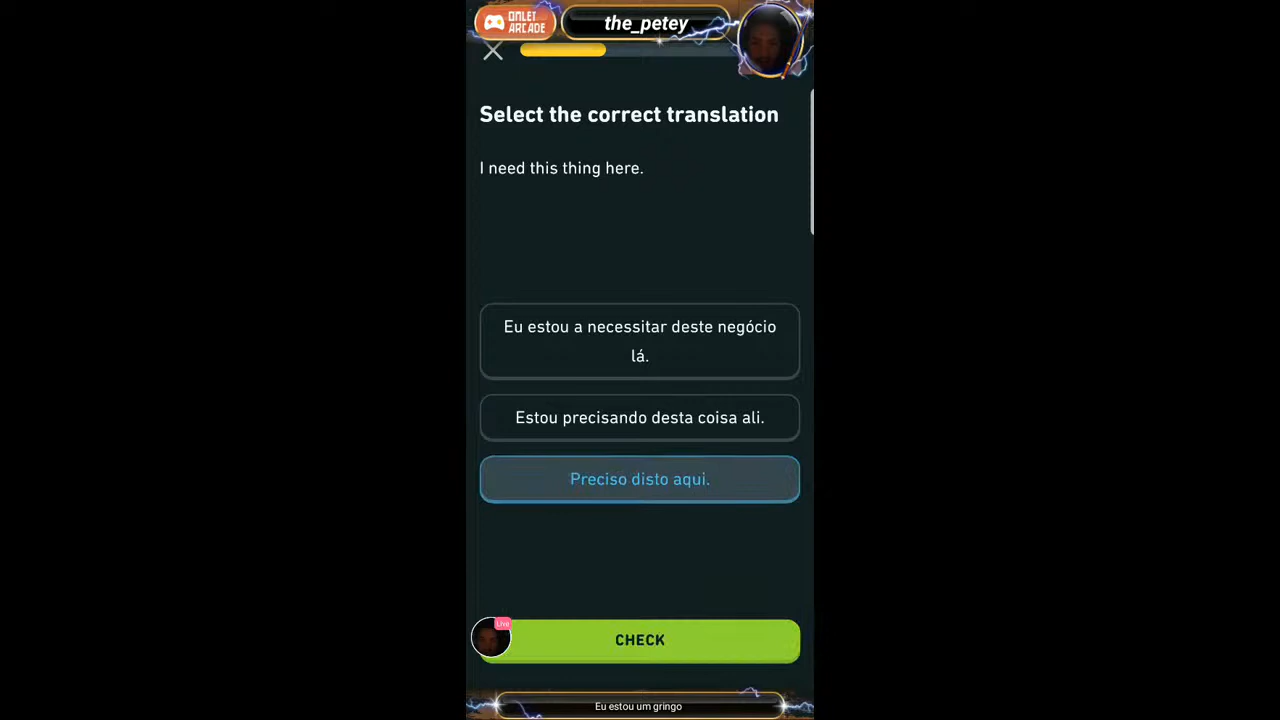 OMLET
ARCADE
the_petey
Select the correct translation
I need this thing here.
Eu estou a necessitar deste negócio
lá.
Estou precisando desta coisa ali.
Preciso disto aqui.
Live
CHECK
Eu estou um gringo